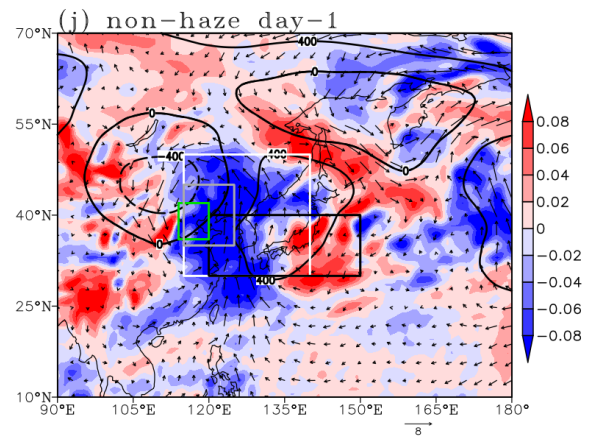 (j) non-haze day-1
70°N
55°N
40°N
25°N
10°N
90°E
105°E
120°E
135°E
150°E
165°E
180°
400
0
0
-400
400
0
0
400
0.08
0.06
0.04
0.02
0
-0.02
-0.04
-0.06
-0.08
8